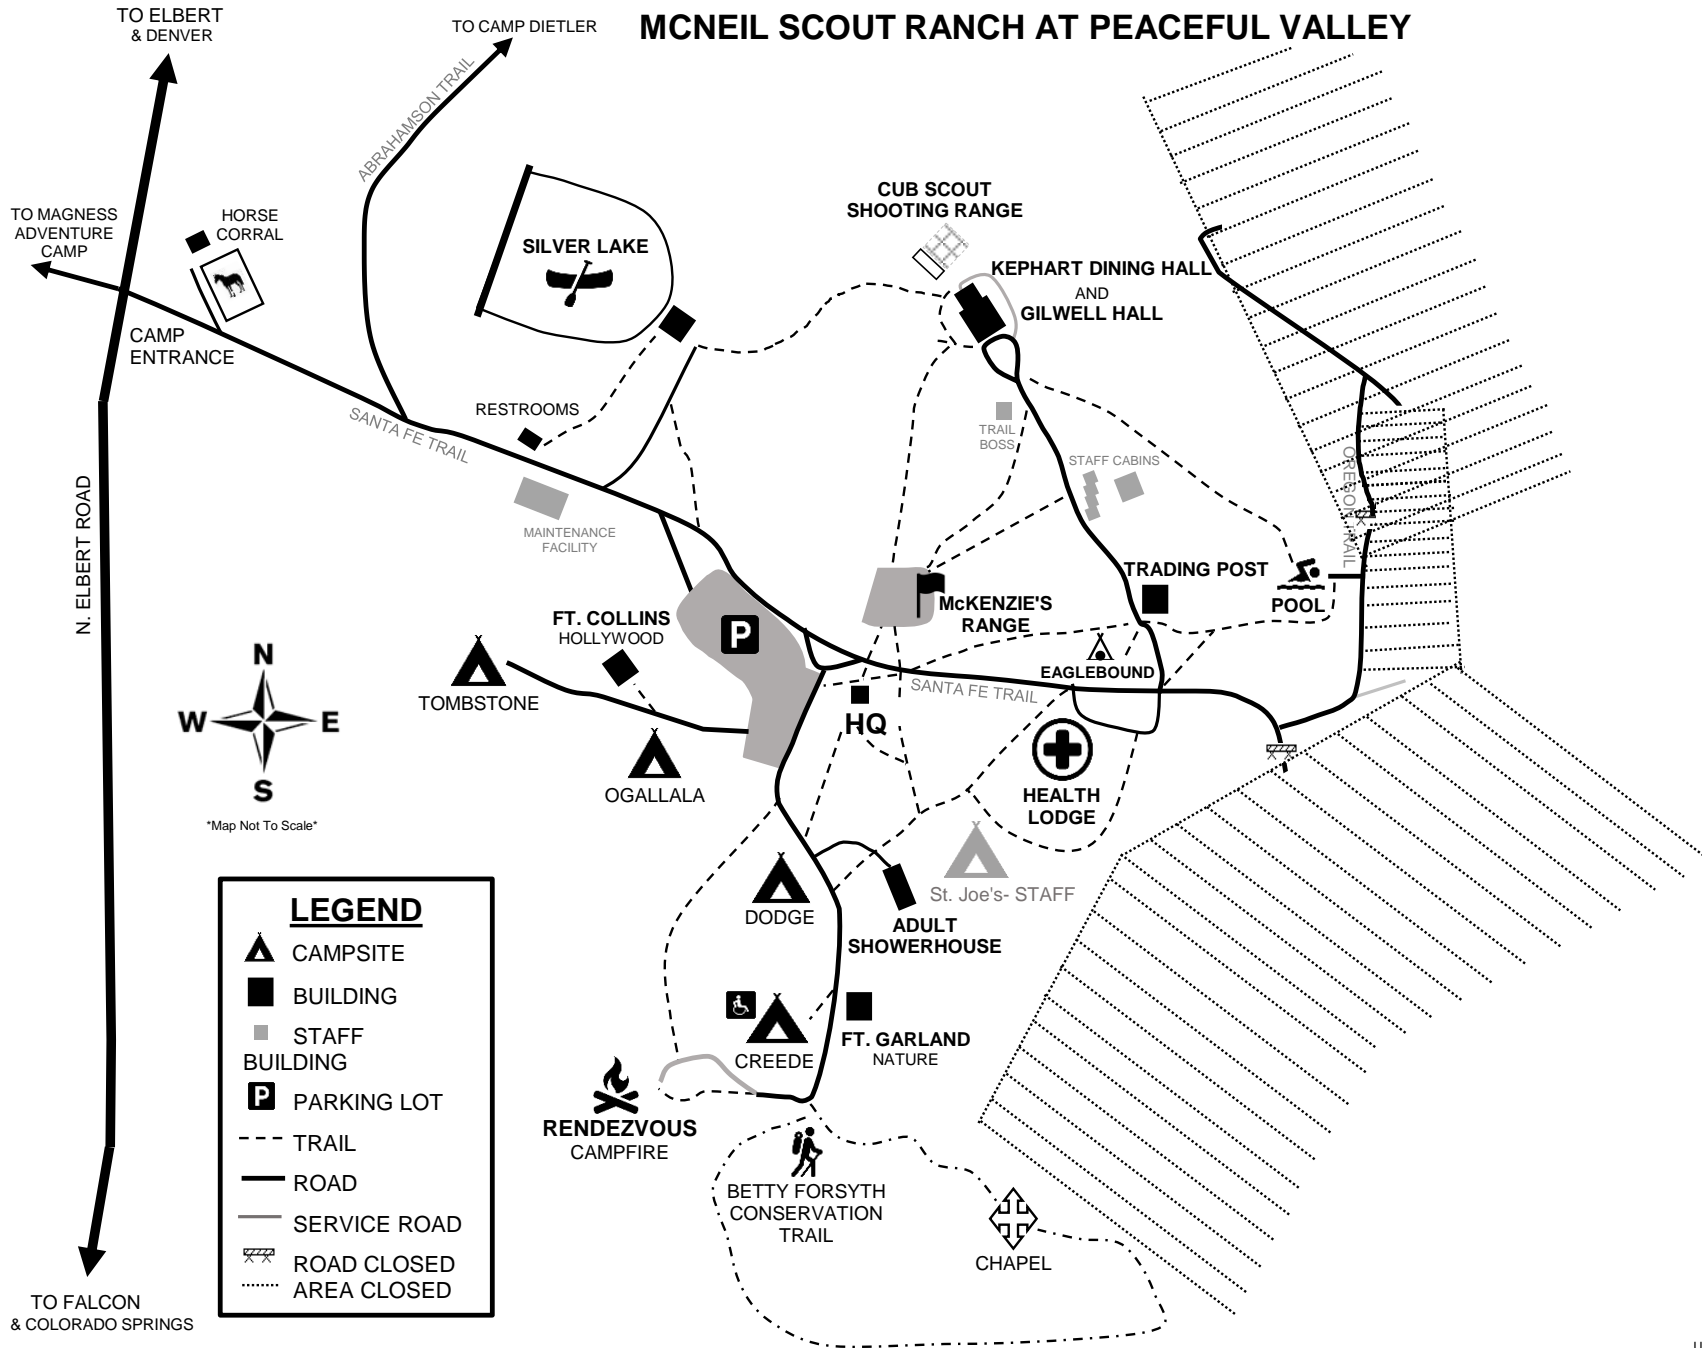 MCNEIL SCOUT RANCH AT PEACEFUL VALLEY
TO ELBERT
& DENVER
TO CAMP DIETLER
ABRAHAMSON TRAIL
TO MAGNESS
ADVENTURE
CAMP
HORSE
CORRAL
CAMP
ENTRANCE
SILVER LAKE
CUB SCOUT
SHOOTING RANGE
KEPHART DINING HALL
AND
GILWELL HALL
SANTA FE TRAIL
RESTROOMS
MAINTENANCE
FACILITY
TRAIL
BOSS
STAFF CABINS
OREGON TRAIL
N. ELBERT ROAD
FT. COLLINS
HOLLYWOOD
P
McKENZIE'S
RANGE
TRADING POST
POOL
EAGLEBOUND
SANTA FE TRAIL
TOMBSTONE
OGALLALA
HQ
HEALTH
LODGE
N
W
E
S
*Map Not To Scale*
DODGE
ADULT
SHOWERHOUSE
St. Joe's- STAFF
CREEDE
FT. GARLAND
NATURE
RENDEZVOUS
CAMPFIRE
BETTY FORSYTH
CONSERVATION
TRAIL
CHAPEL
LEGEND
CAMPSITE
BUILDING
STAFF
BUILDING
P PARKING LOT
TRAIL
ROAD
SERVICE ROAD
ROAD CLOSED
AREA CLOSED
TO FALCON
& COLORADO SPRINGS